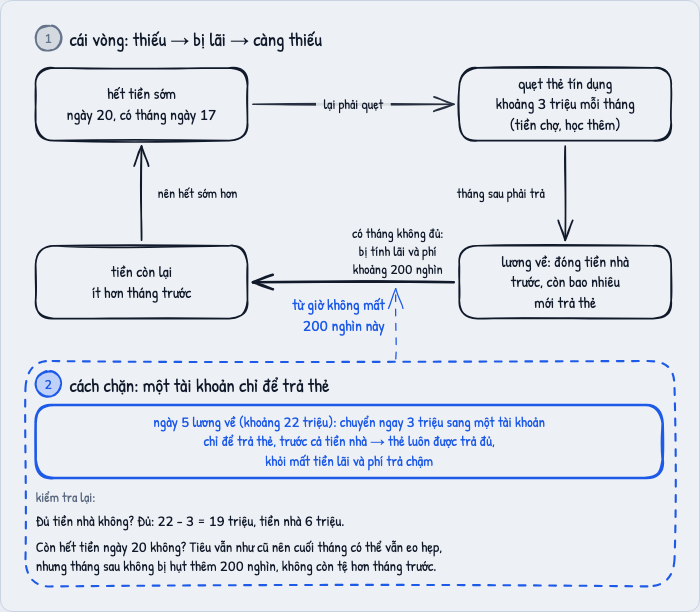 1 cái vòng: thiếu → bị lãi → càng thiếu
hết tiền sớm
ngày 20, có tháng ngày 17
lại phải quẹt
quẹt thẻ tín dụng
khoảng 3 triệu mỗi tháng
(tiền chợ, học thêm)
nên hết sớm hơn
tháng sau phải trả
tiền còn lại
ít hơn tháng trước
có tháng không đủ:
bị tính lãi và phí
khoảng 200 nghìn
lương về: đóng tiền nhà
trước, còn bao nhiêu
mới trả thẻ
từ giờ không mất
200 nghìn này
2 cách chặn: một tài khoản chỉ để trả thẻ
ngày 5 lương về (khoảng 22 triệu): chuyển ngay 3 triệu sang một tài khoản
chỉ để trả thẻ, trước cả tiền nhà → thẻ luôn được trả đủ,
khỏi mất tiền lãi và phí trả chậm
kiểm tra lại:
Đủ tiền nhà không? Đủ: 22 - 3 = 19 triệu, tiền nhà 6 triệu.
Còn hết tiền ngày 20 không? Tiêu vẫn như cũ nên cuối tháng có thể vẫn eo hẹp,
nhưng tháng sau không bị hụt thêm 200 nghìn, không còn tệ hơn tháng trước.